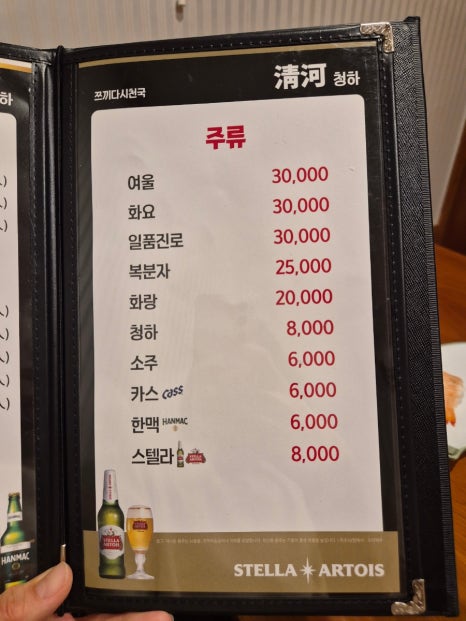 하
쯔끼다시천국
清河 청하
주류
여울 30,000
화요 30,000
일품진로 30,000
복분자 25,000
화랑 20,000
청하 8,000
소주 6,000
카스 cass 6,000
한맥 HANMAC 6,000
스텔라 8,000
STELLA ARTOIS
HANMAC
STELLA ARTOIS